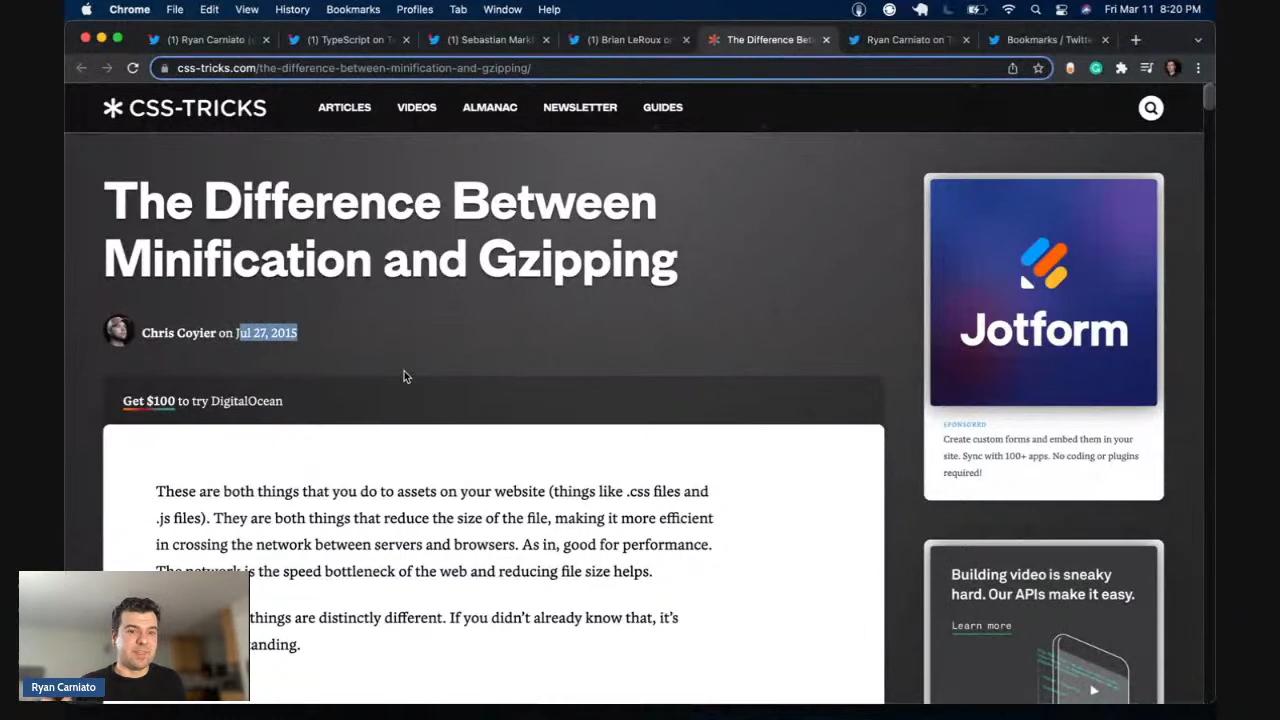 Chrome File Edit View History Bookmarks Profiles Tab Window Help Fri Mar 11 8:20 PM
(1) Ryan Carniato ( (1) TypeScript on T (1) Sebastian Mark (1) Brian LeRoux on The Difference Bet Ryan Carniato on T Bookmarks / Twitte
css-tricks.com/the-difference-between-minification-and-gzipping/
CSS-TRICKS ARTICLES VIDEOS ALMANAC NEWSLETTER GUIDES
The Difference Between
Minification and Gzipping
Chris Coyier on Jul 27, 2015
Get $100 to try DigitalOcean
These are both things that you do to assets on your website (things like .css files and
.js files). They are both things that reduce the size of the file, making it more efficient
in crossing the network between servers and browsers. As in, good for performance.
The network is the speed bottleneck of the web and reducing file size helps.
things are distinctly different. If you didn't already know that, it's
anding.
Jotform
SPONSORED
Create custom forms and embed them in your
site. Sync with 100+ apps. No coding or plugins
required!
Building video is sneaky
hard. Our APIs make it easy.
Learn more
Ryan Carniato